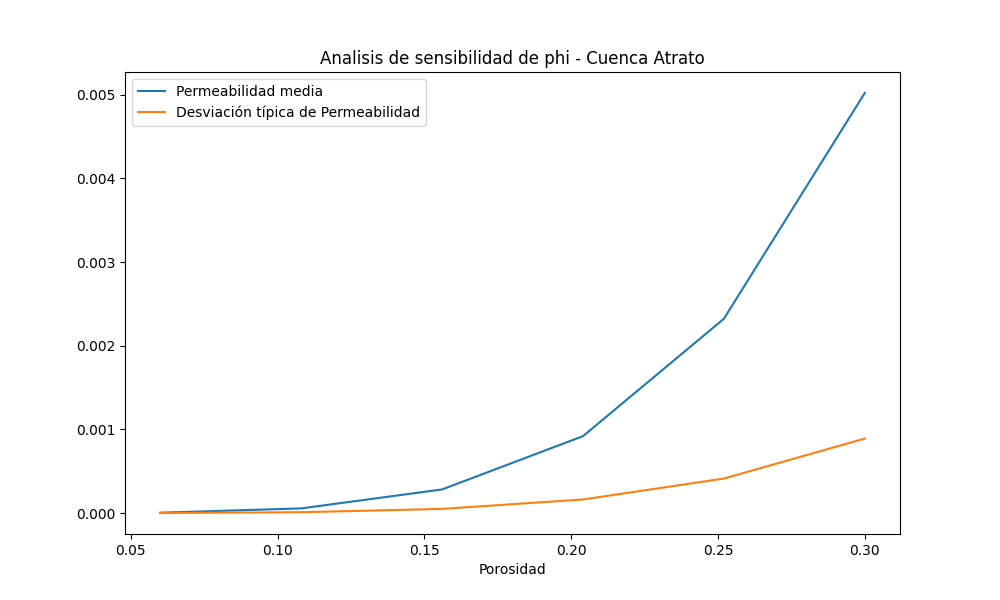 Analisis de sensibilidad de phi - Cuenca Atrato
Permeabilidad media
Desviación típica de Permeabilidad
0.005
0.004
0.003
0.002
0.001
0.000
0.05 0.10 0.15 0.20 0.25 0.30
Porosidad